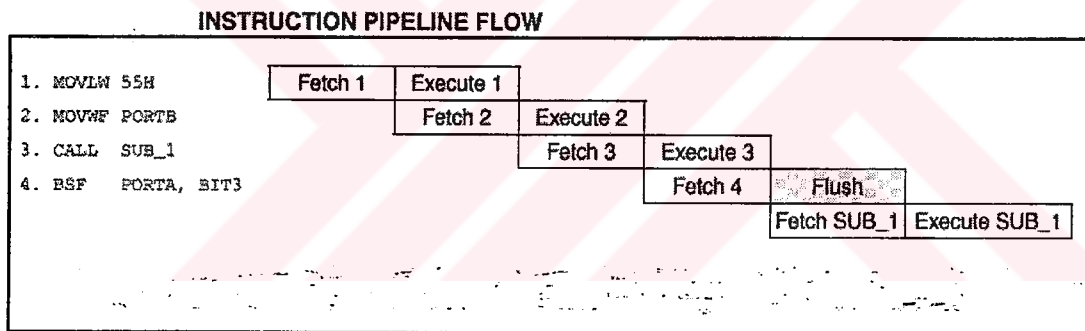 INSTRUCTION PIPELINE FLOW
1. MOVLW 55H Fetch 1 Execute 1
2. MOVWF PORTB Fetch 2 Execute 2
3. CALL SUB_1 Fetch 3 Execute 3
4. BSF PORTA, BIT3 Fetch 4 Flush
Fetch SUB_1 Execute SUB_1